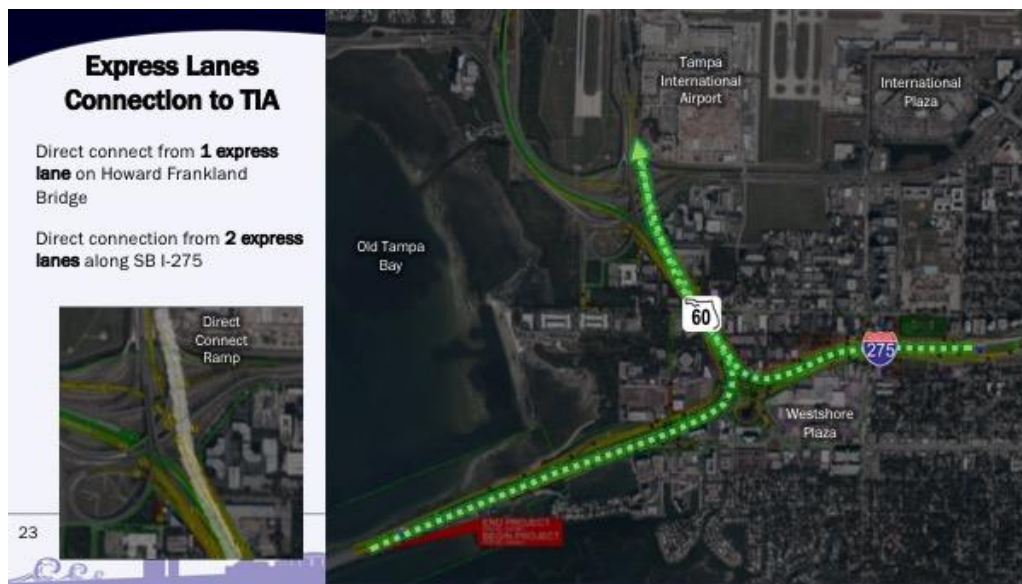 Express Lanes
Connection to TIA
Direct connect from 1 express
lane on Howard Frankland
Bridge
Direct connection from 2 express
lanes along SB I-275
Direct
Connect
Ramp
23
Tampa
International
Airport
International
Plaza
Old Tampa
Bay
60
275
Westshore
Plaza
END PROJECT
BEGIN PROJECT